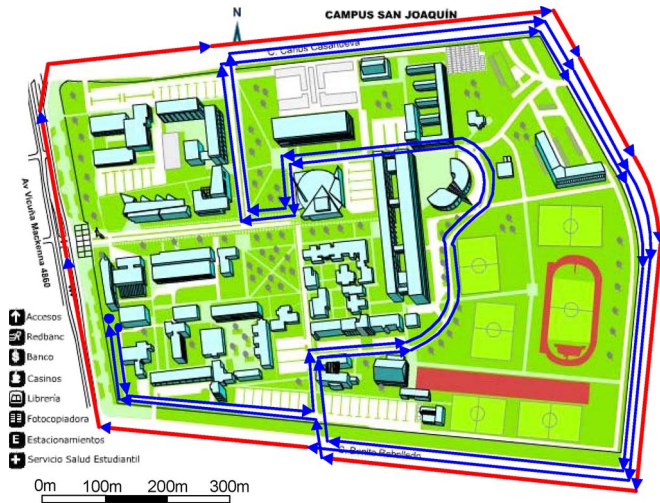 N
CAMPUS SAN JOAQUÍN
C. Carlos Casanueva
Av Vicuña Mackenna 4860
Accesos
Redbanc
Banco
Casinos
Librería
Fotocopiadora
E Estacionamientos
Servicio Salud Estudiantil
C. Benito Rebolledo
0m 100m 200m 300m